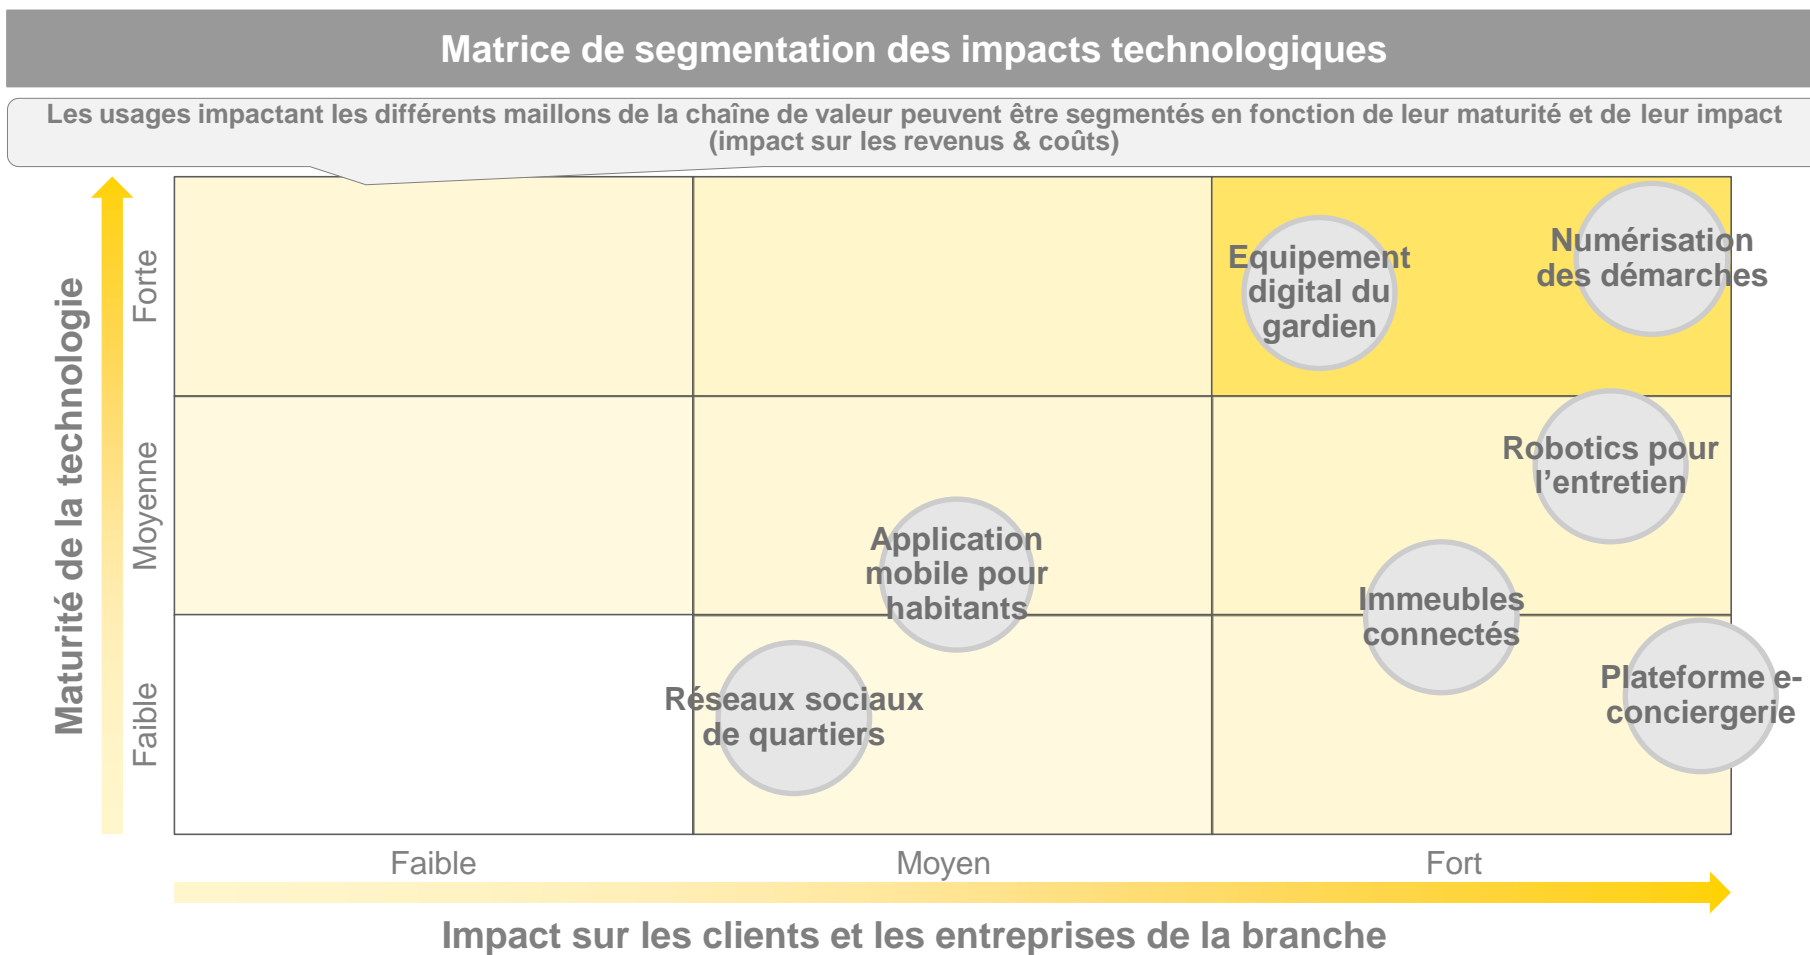 Matrice de segmentation des impacts technologiques
Les usages impactant les différents maillons de la chaîne de valeur peuvent être segmentés en fonction de leur maturité et de leur impact
(impact sur les revenus & coûts)
Maturité de la technologie
Forte
Moyenne
Faible
Equipement
digital du
gardien
Numérisation
des démarches
Robotics pour
l’entretien
Application
mobile pour
habitants
Immeubles
connectés
Réseaux sociaux
de quartiers
Plateforme e-
conciergerie
Faible
Moyen
Fort
Impact sur les clients et les entreprises de la branche